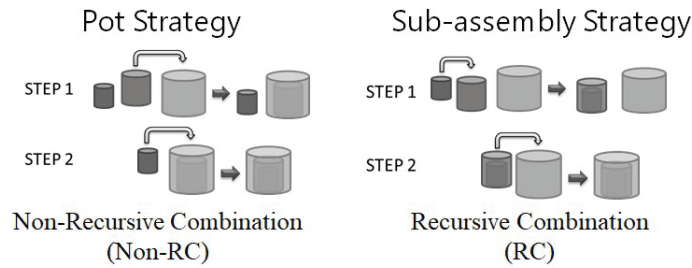 Pot Strategy
STEP 1
STEP 2
Non-Recursive Combination
(Non-RC)
Sub-assembly Strategy
STEP 1
STEP 2
Recursive Combination
(RC)